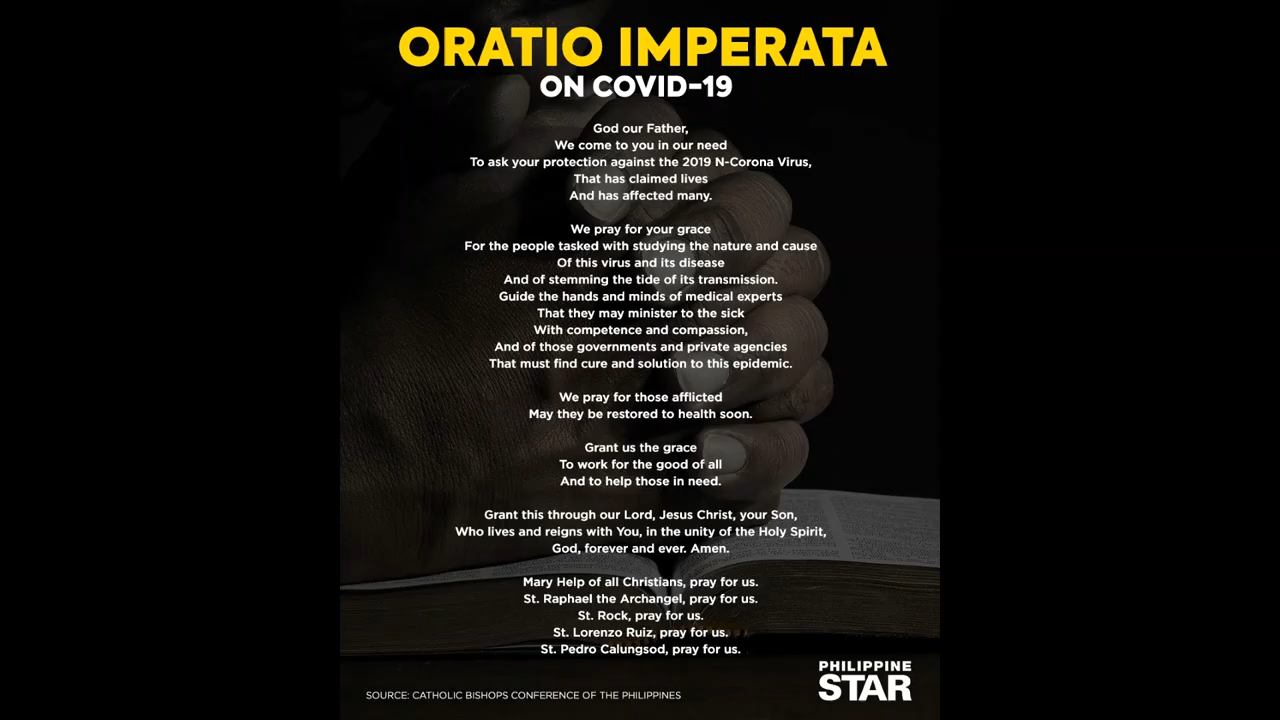 ORATIO IMPERATA
ON COVID-19
God our Father,
We come to you in our need
To ask your protection against the 2019 N-Corona Virus,
That has claimed lives
And has affected many.
We pray for your grace
For the people tasked with studying the nature and cause
Of this virus and its disease
And of stemming the tide of its transmission.
Guide the hands and minds of medical experts
That they may minister to the sick
With competence and compassion,
And of those governments and private agencies
That must find cure and solution to this epidemic.
We pray for those afflicted
May they be restored to health soon.
Grant us the grace
To work for the good of all
And to help those in need.
Grant this through our Lord, Jesus Christ, your Son,
Who lives and reigns with You, in the unity of the Holy Spirit,
God, forever and ever. Amen.
Mary Help of all Christians, pray for us.
St. Raphael the Archangel, pray for us.
St. Rock, pray for us.
St. Lorenzo Ruiz, pray for us.
St. Pedro Calungsod, pray for us.
PHILIPPINE
STAR
SOURCE: CATHOLIC BISHOPS CONFERENCE OF THE PHILIPPINES